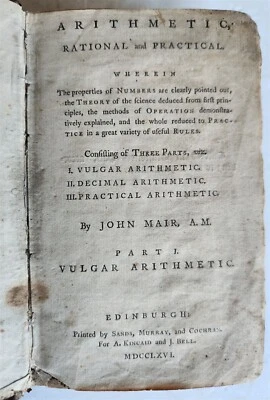 ARITHMETIC,
RATIONAL and PRACTICAL.
WHEREIN
The properties of NUMBERS are clearly pointed out,
the THEORY of the science deduced from first prin-
ciples, the methods of OPERATION demonstra-
tively explained, and the whole reduced to PRAC-
TICE in a great variety of useful RULES.
Consisting of THREE PARTS, viz.
I. VULGAR ARITHMETIC.
II. DECIMAL ARITHMETIC.
III. PRACTICAL ARITHMETIC.
By JOHN MAIR, A.M.
PART I.
VULGAR ARITHMETIC.
EDINBURGH:
Printed by SANDS, MURRAY, and COCHRAN.
For A. KINCAID and J. BELL.
MDCCLXVI.